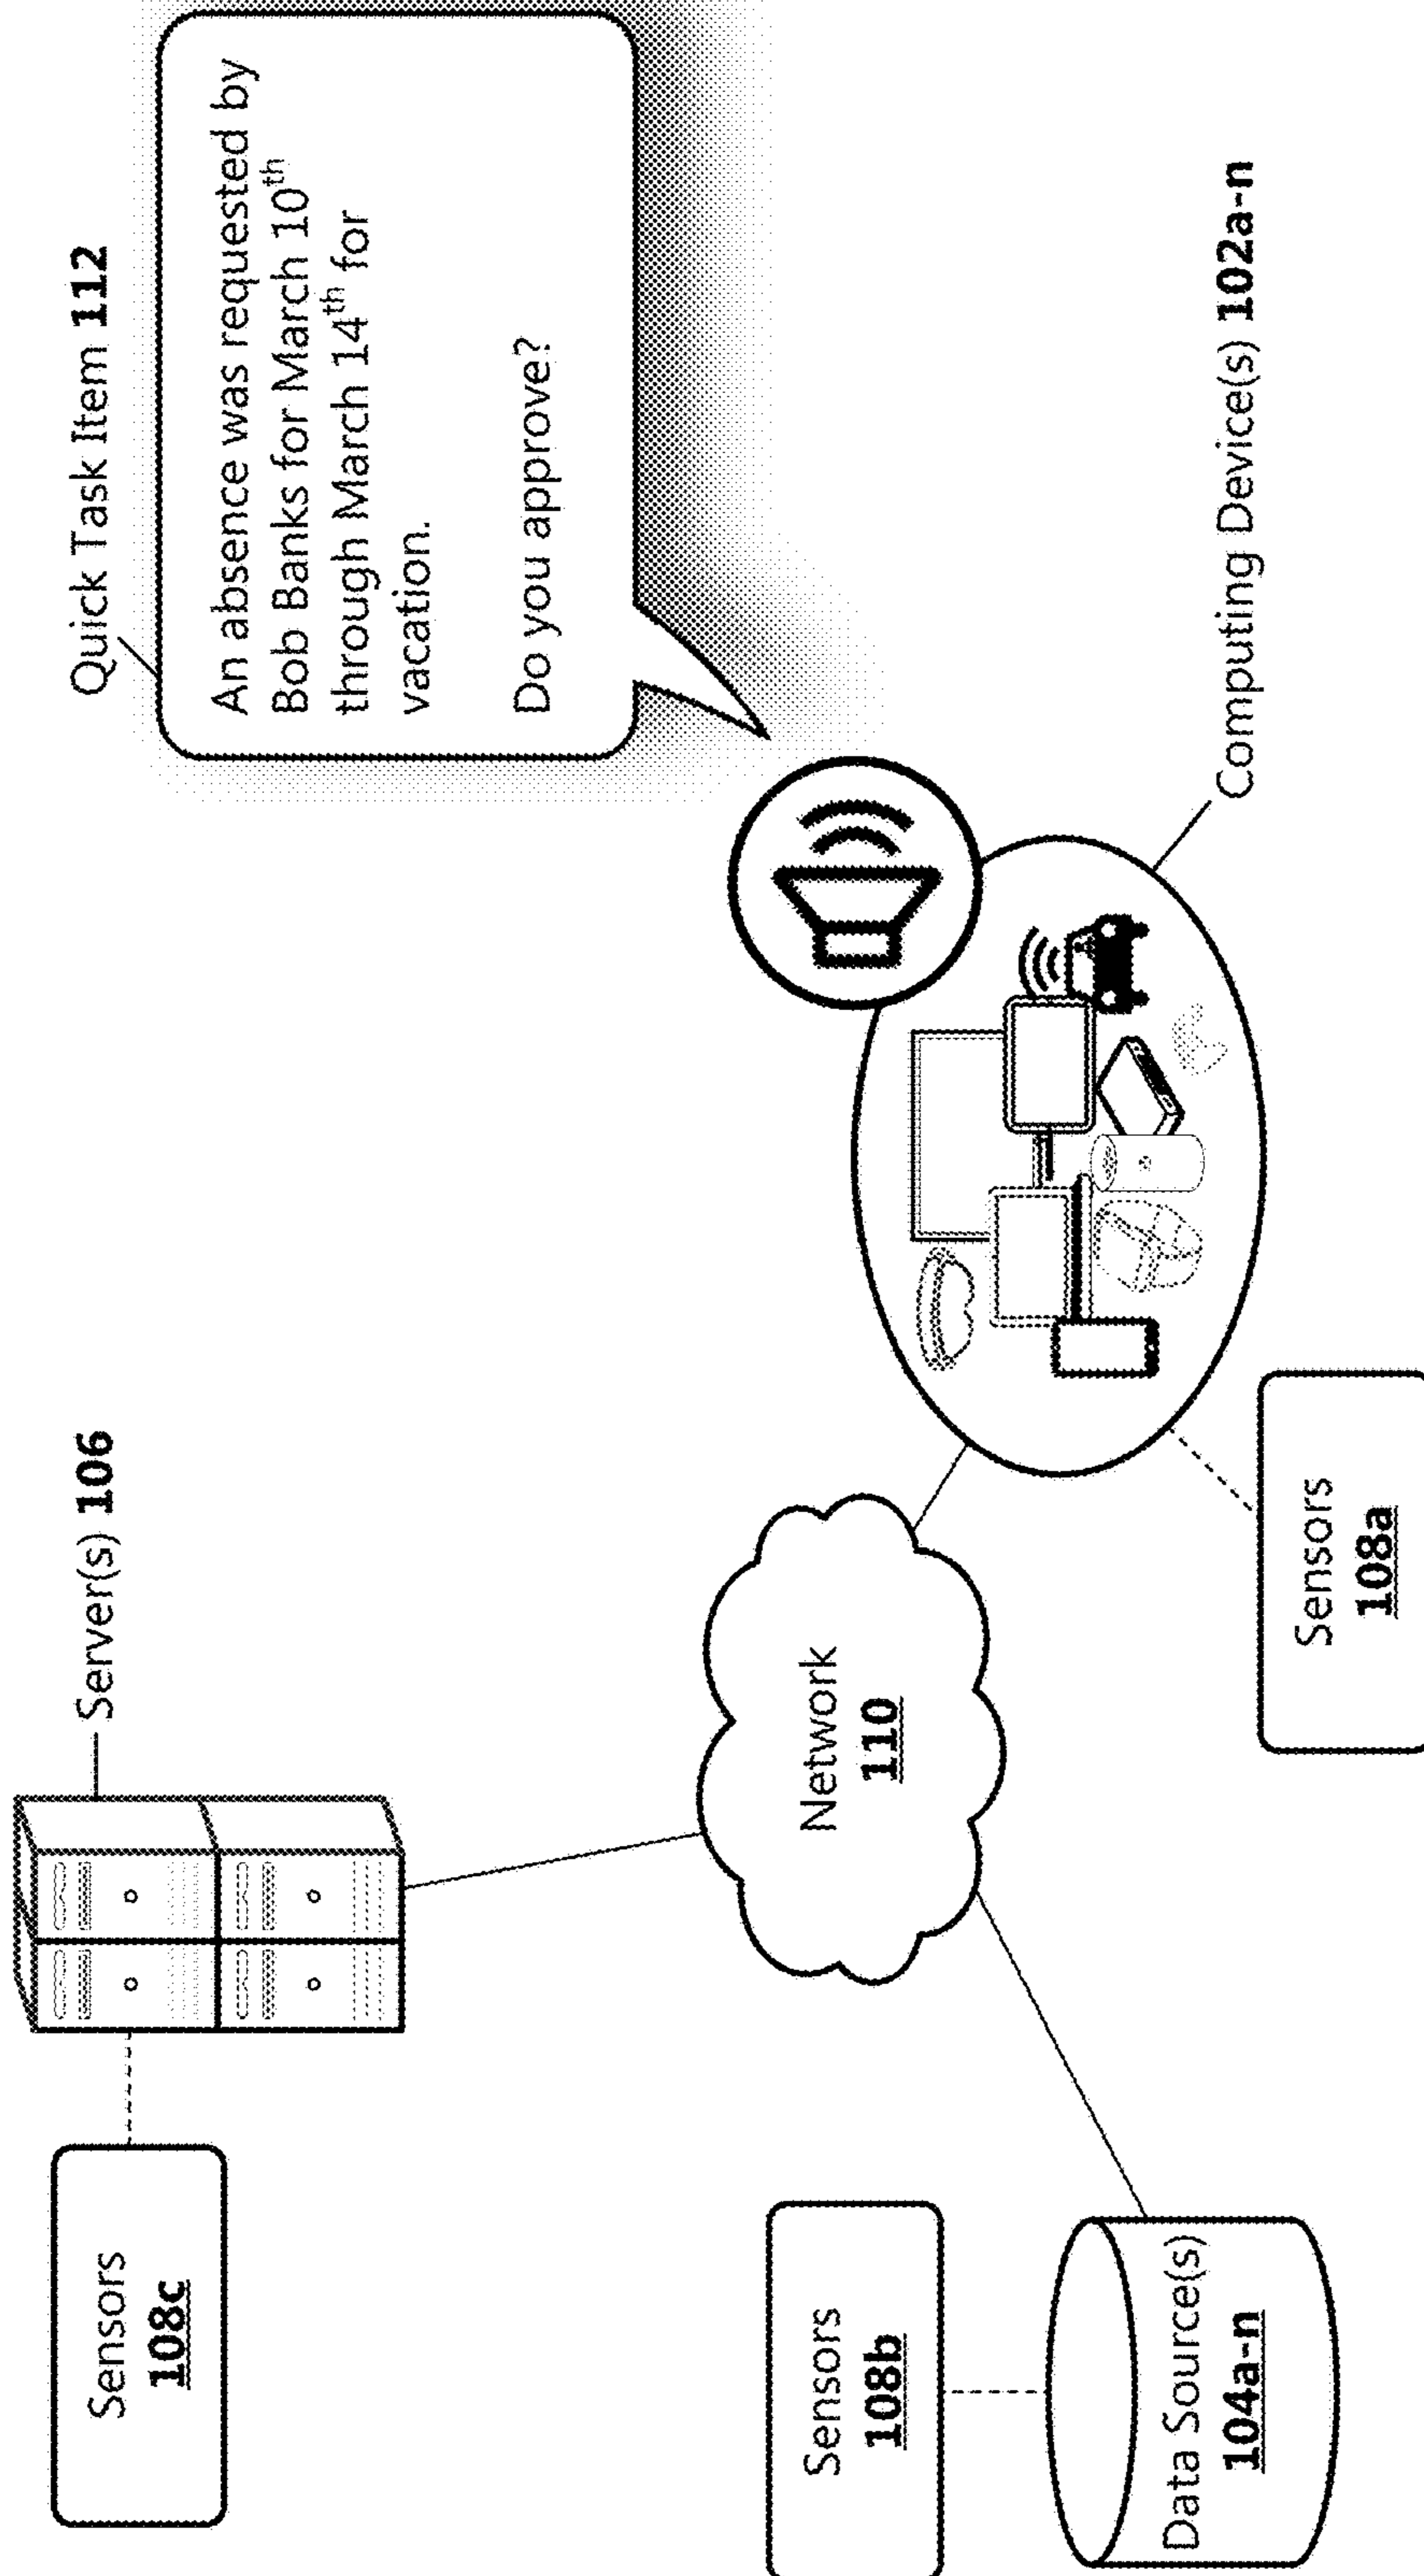 Sensors
108c
Server(s) 106
Quick Task Item 112
An absence was requested by
Bob Banks for March 10th
through March 14th for
vacation.
Do you approve?
Sensors
108b
Network
110
Data Source(s)
104a-n
Sensors
108a
Computing Device(s) 102a-n